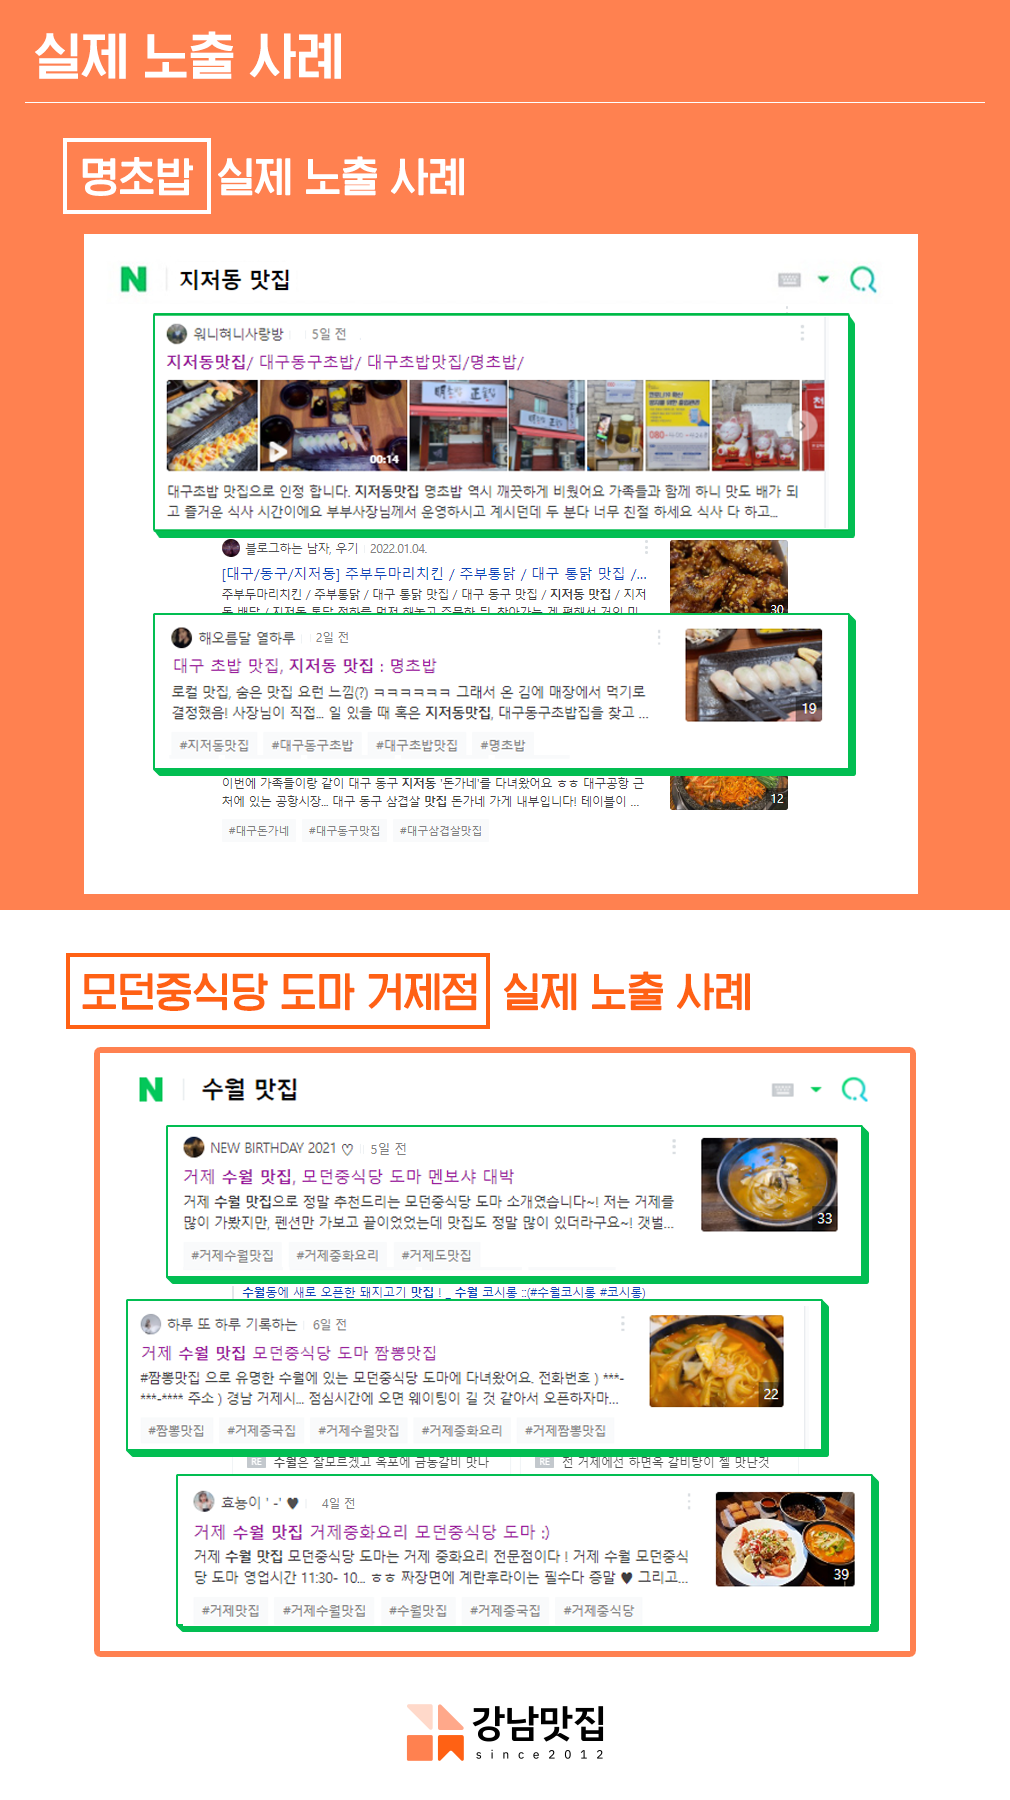 실제 노출 사례
명초밥 실제 노출 사례
N 지저동 맛집
워니혀니사랑방 5일 전
지저동맛집/ 대구동구초밥/ 대구초밥맛집/명초밥/
00:14
대구초밥 맛집으로 인정 합니다. 지저동맛집 명초밥 역시 깨끗하게 비웠어요 가족들과 함께 하니 맛도 배가 되
고 즐거운 식사 시간이에요 부부사장님께서 운영하시고 계시던데 두 분다 너무 친절 하세요 식사 다 하고...
블로그하는 남자, 우기 2022.01.04.
[대구/동구/지저동] 주부두마리치킨 / 주부통닭 / 대구 통닭 맛집 /...
주부두마리치킨 / 주부통닭 / 대구 통닭 맛집 / 대구 동구 맛집 / 지저동 맛집 / 지저
30
해오름달 열하루 2일 전
대구 초밥 맛집, 지저동 맛집 : 명초밥
로컬 맛집, 숨은 맛집 요런 느낌(?) ㅋㅋㅋㅋㅋㅋ 그래서 온 김에 매장에서 먹기로
결정했음! 사장님이 직접... 일 있을 때 혹은 지저동맛집, 대구동구초밥집을 찾고 ...
19
#지저동맛집 #대구동구초밥 #대구초밥맛집 #명초밥
이번에 가족들이랑 같이 대구 동구 지저동 '돈가네'를 다녀왔어요 ㅎㅎ 대구공항 근
처에 있는 공항시장... 대구 동구 삼겹살 맛집 돈가네 가게 내부입니다! 테이블이 ...
12
#대구돈가네 #대구동구맛집 #대구삼겹살맛집
모던중식당 도마 거제점 실제 노출 사례
N 수월 맛집
NEW BIRTHDAY 2021 ♡ 5일 전
거제 수월 맛집, 모던중식당 도마 멘보샤 대박
거제 수월 맛집으로 정말 추천드리는 모던중식당 도마 소개였습니다~! 저는 거제를
많이 가봤지만, 펜션만 가보고 끝이었었는데 맛집도 정말 많이 있더라구요~! 갯벌...
33
#거제수월맛집 #거제중화요리 #거제도맛집
수월동에 새로 오픈한 돼지고기 맛집 ! _ 수월 코시롱 ::(#수월코시롱 #코시롱)
하루 또 하루 기록하는 6일 전
거제 수월 맛집 모던중식당 도마 짬뽕맛집
#짬뽕맛집 으로 유명한 수월에 있는 모던중식당 도마에 다녀왔어요. 전화번호 ) ***-
***-**** 주소 ) 경남 거제시... 점심시간에 오면 웨이팅이 길 것 같아서 오픈하자마...
22
#짬뽕맛집 #거제중국집 #거제수월맛집 #거제중화요리 #거제짬뽕맛집
RE 수월은 잘모르겠고 옥포에 금동갈비 맛나 RE 전 거제에선 하면옥 갈비탕이 젤 맛난것
효뇽이 ' -' ♥ 4일 전
거제 수월 맛집 거제중화요리 모던중식당 도마 :)
거제 수월 맛집 모던중식당 도마는 거제 중화요리 전문점이다 ! 거제 수월 모던중식
당 도마 영업시간 11:30- 10... ㅎㅎ 짜장면에 계란후라이는 필수다 증말 ♥ 그리고...
39
#거제맛집 #거제수월맛집 #수월맛집 #거제중국집 #거제중식당
강남맛집
since2012